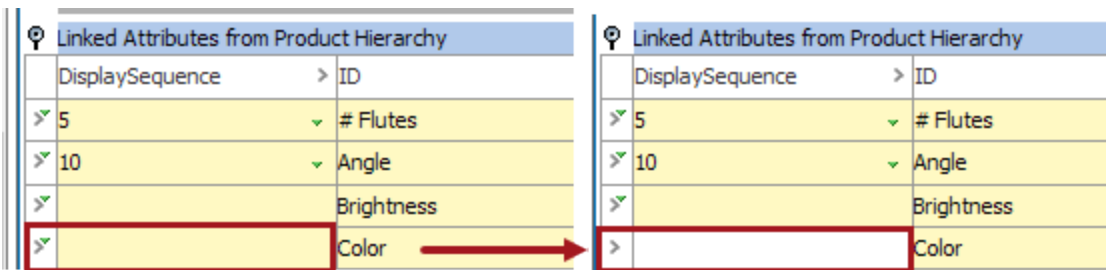 Linked Attributes from Product Hierarchy
DisplaySequence > ID
5 # Flutes
10 Angle
Brightness
Color
Linked Attributes from Product Hierarchy
DisplaySequence > ID
5 # Flutes
10 Angle
Brightness
Color